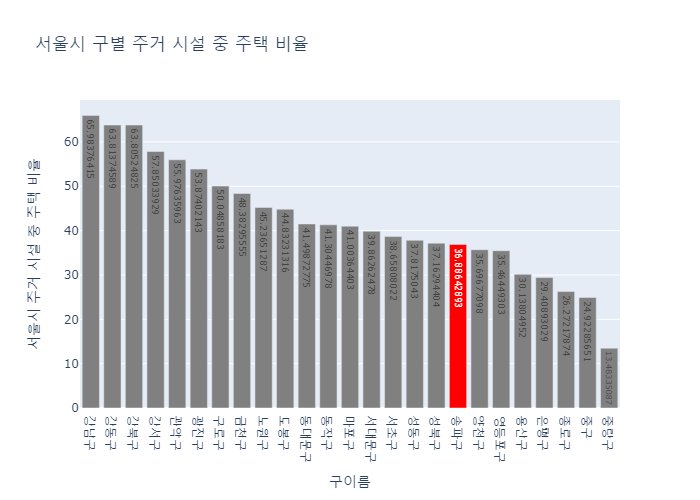 서울시 구별 주거 시설 중 주택 비율
서울시 주거 시설 중 주택 비율
60
50
40
30
20
10
0
65.98376415
63.81374589
63.80524825
57.85033929
55.97635963
53.87402143
50.04858183
48.38295555
45.23651287
44.83231316
41.49872775
41.30446978
41.00364403
39.86262478
38.65808022
37.8175043
37.16294404
36.88642893
35.69677098
35.46449303
30.13804952
29.40893029
26.27217874
24.92285651
13.48335087
강남구
강동구
강북구
강서구
관악구
광진구
구로구
금천구
노원구
도봉구
동대문구
동작구
마포구
서대문구
서초구
성동구
성북구
송파구
양천구
영등포구
용산구
은평구
종로구
중구
중랑구
구이름